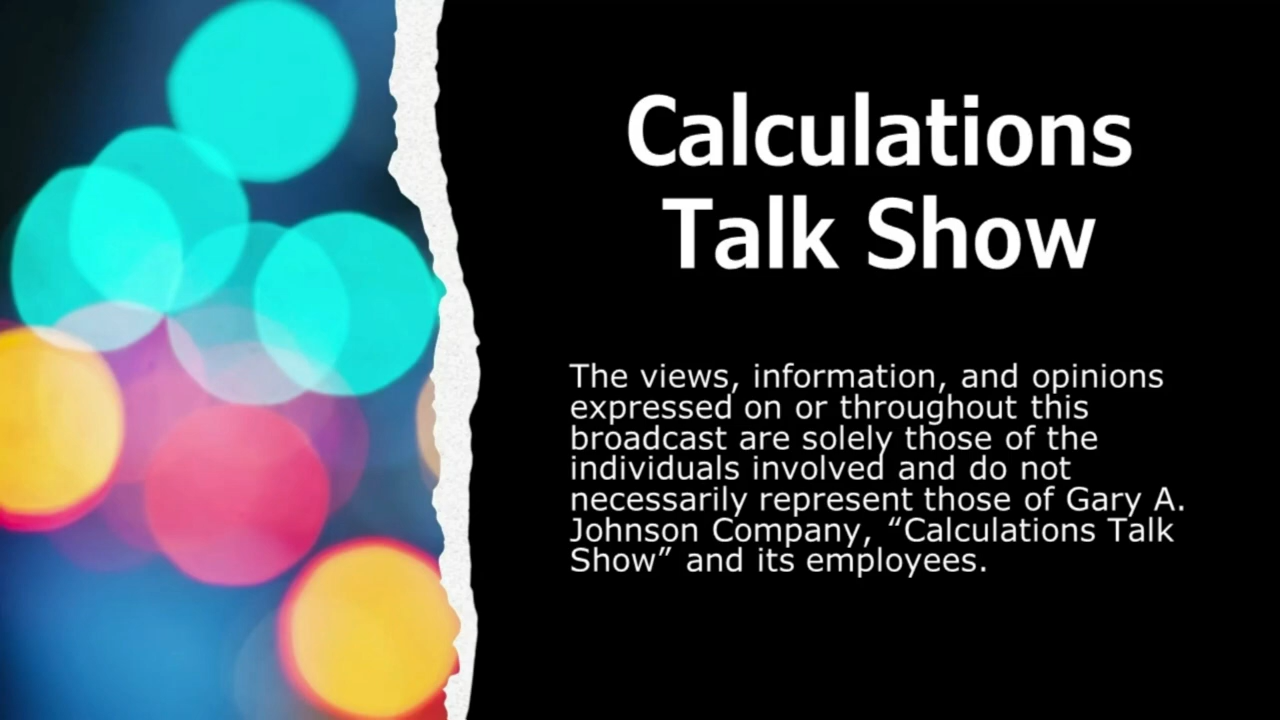 Calculations
Talk Show
The views, information, and opinions
expressed on or throughout this
broadcast are solely those of the
individuals involved and do not
necessarily represent those of Gary A.
Johnson Company, “Calculations Talk
Show” and its employees.